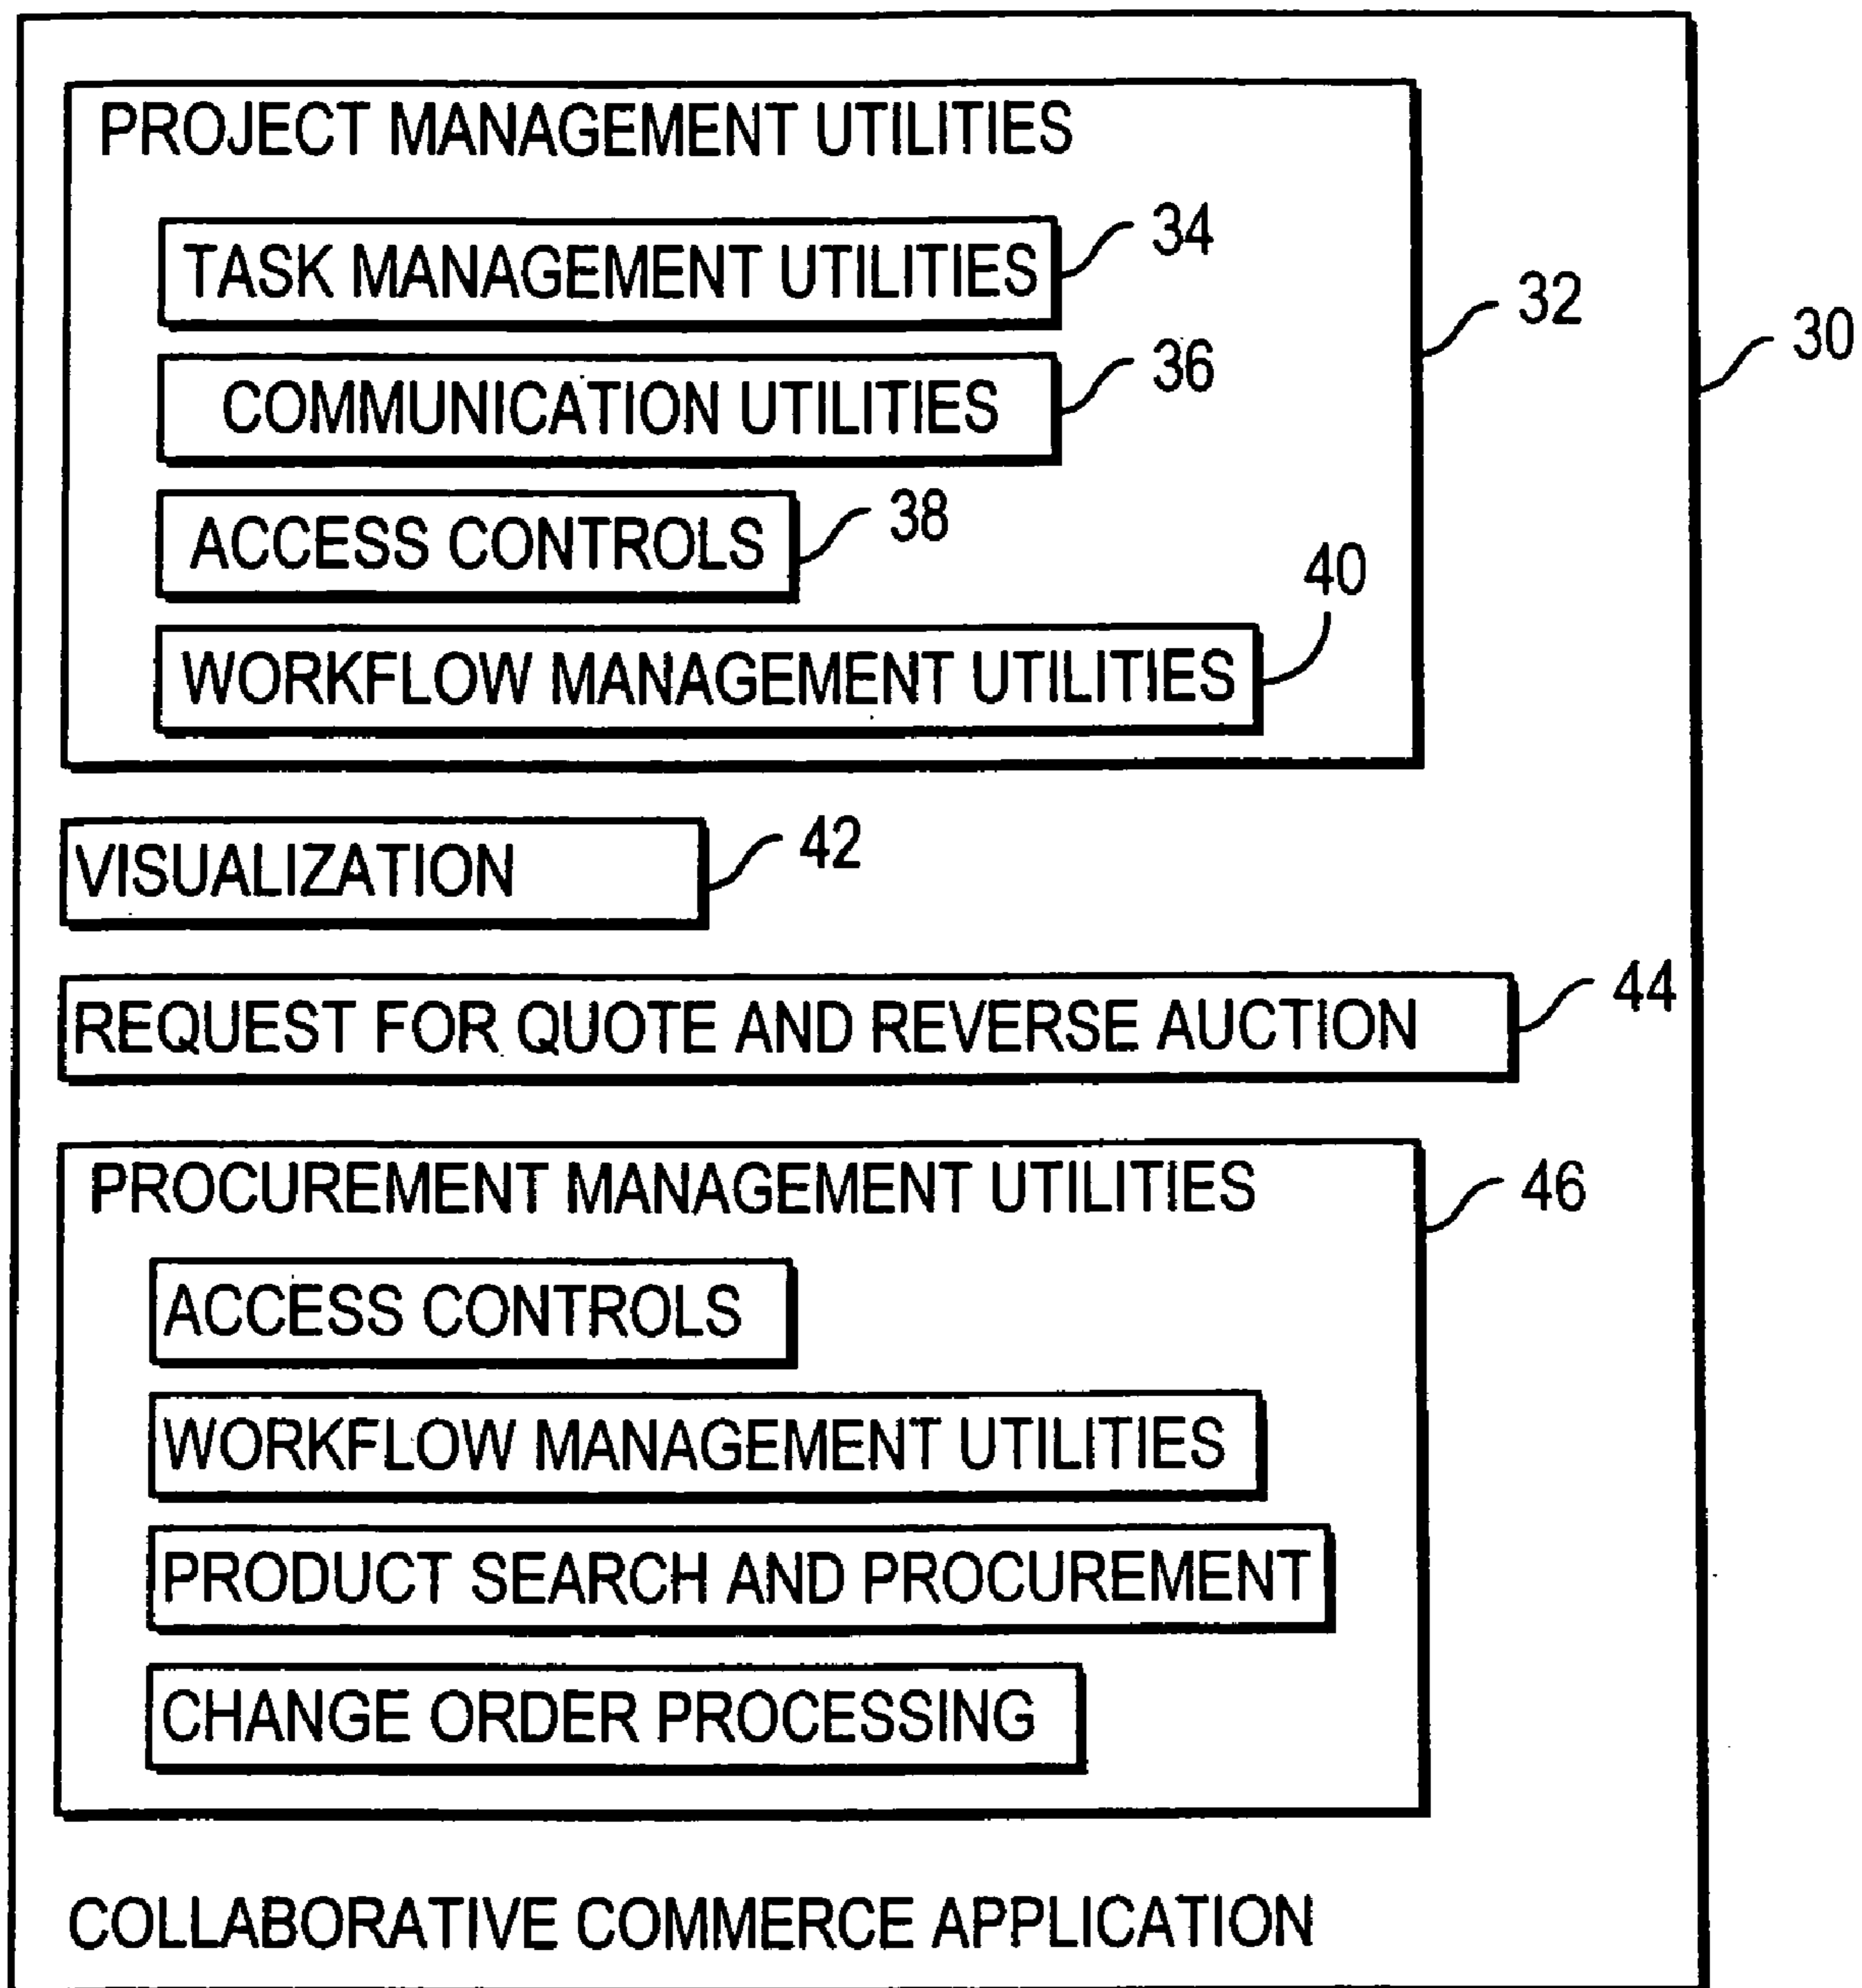 PROJECT MANAGEMENT UTILITIES
TASK MANAGEMENT UTILITIES
34
32
30
COMMUNICATION UTILITIES
36
ACCESS CONTROLS
38
40
WORKFLOW MANAGEMENT UTILITIES
VISUALIZATION
42
REQUEST FOR QUOTE AND REVERSE AUCTION
44
PROCUREMENT MANAGEMENT UTILITIES
46
ACCESS CONTROLS
WORKFLOW MANAGEMENT UTILITIES
PRODUCT SEARCH AND PROCUREMENT
CHANGE ORDER PROCESSING
COLLABORATIVE COMMERCE APPLICATION